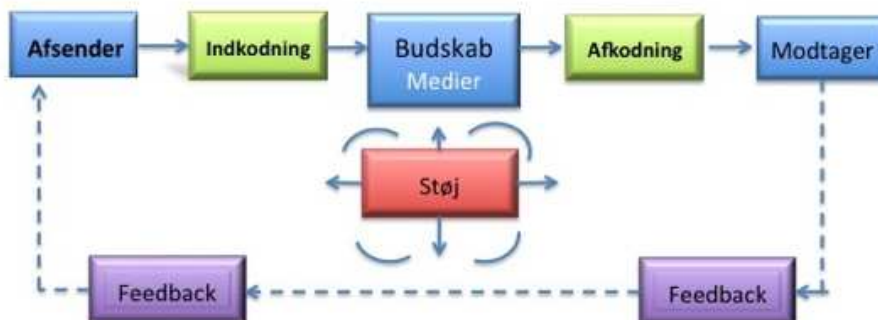 Afsender
Indkodning
Budskab
Medier
Afkodning
Modtager
Støj
Feedback
Feedback